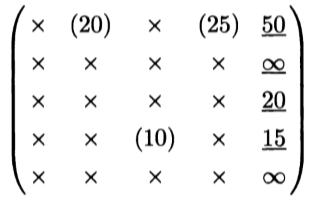 × (20) × (25) 50
× × × × ∞
× × × × 20
× × (10) × 15
× × × × ∞